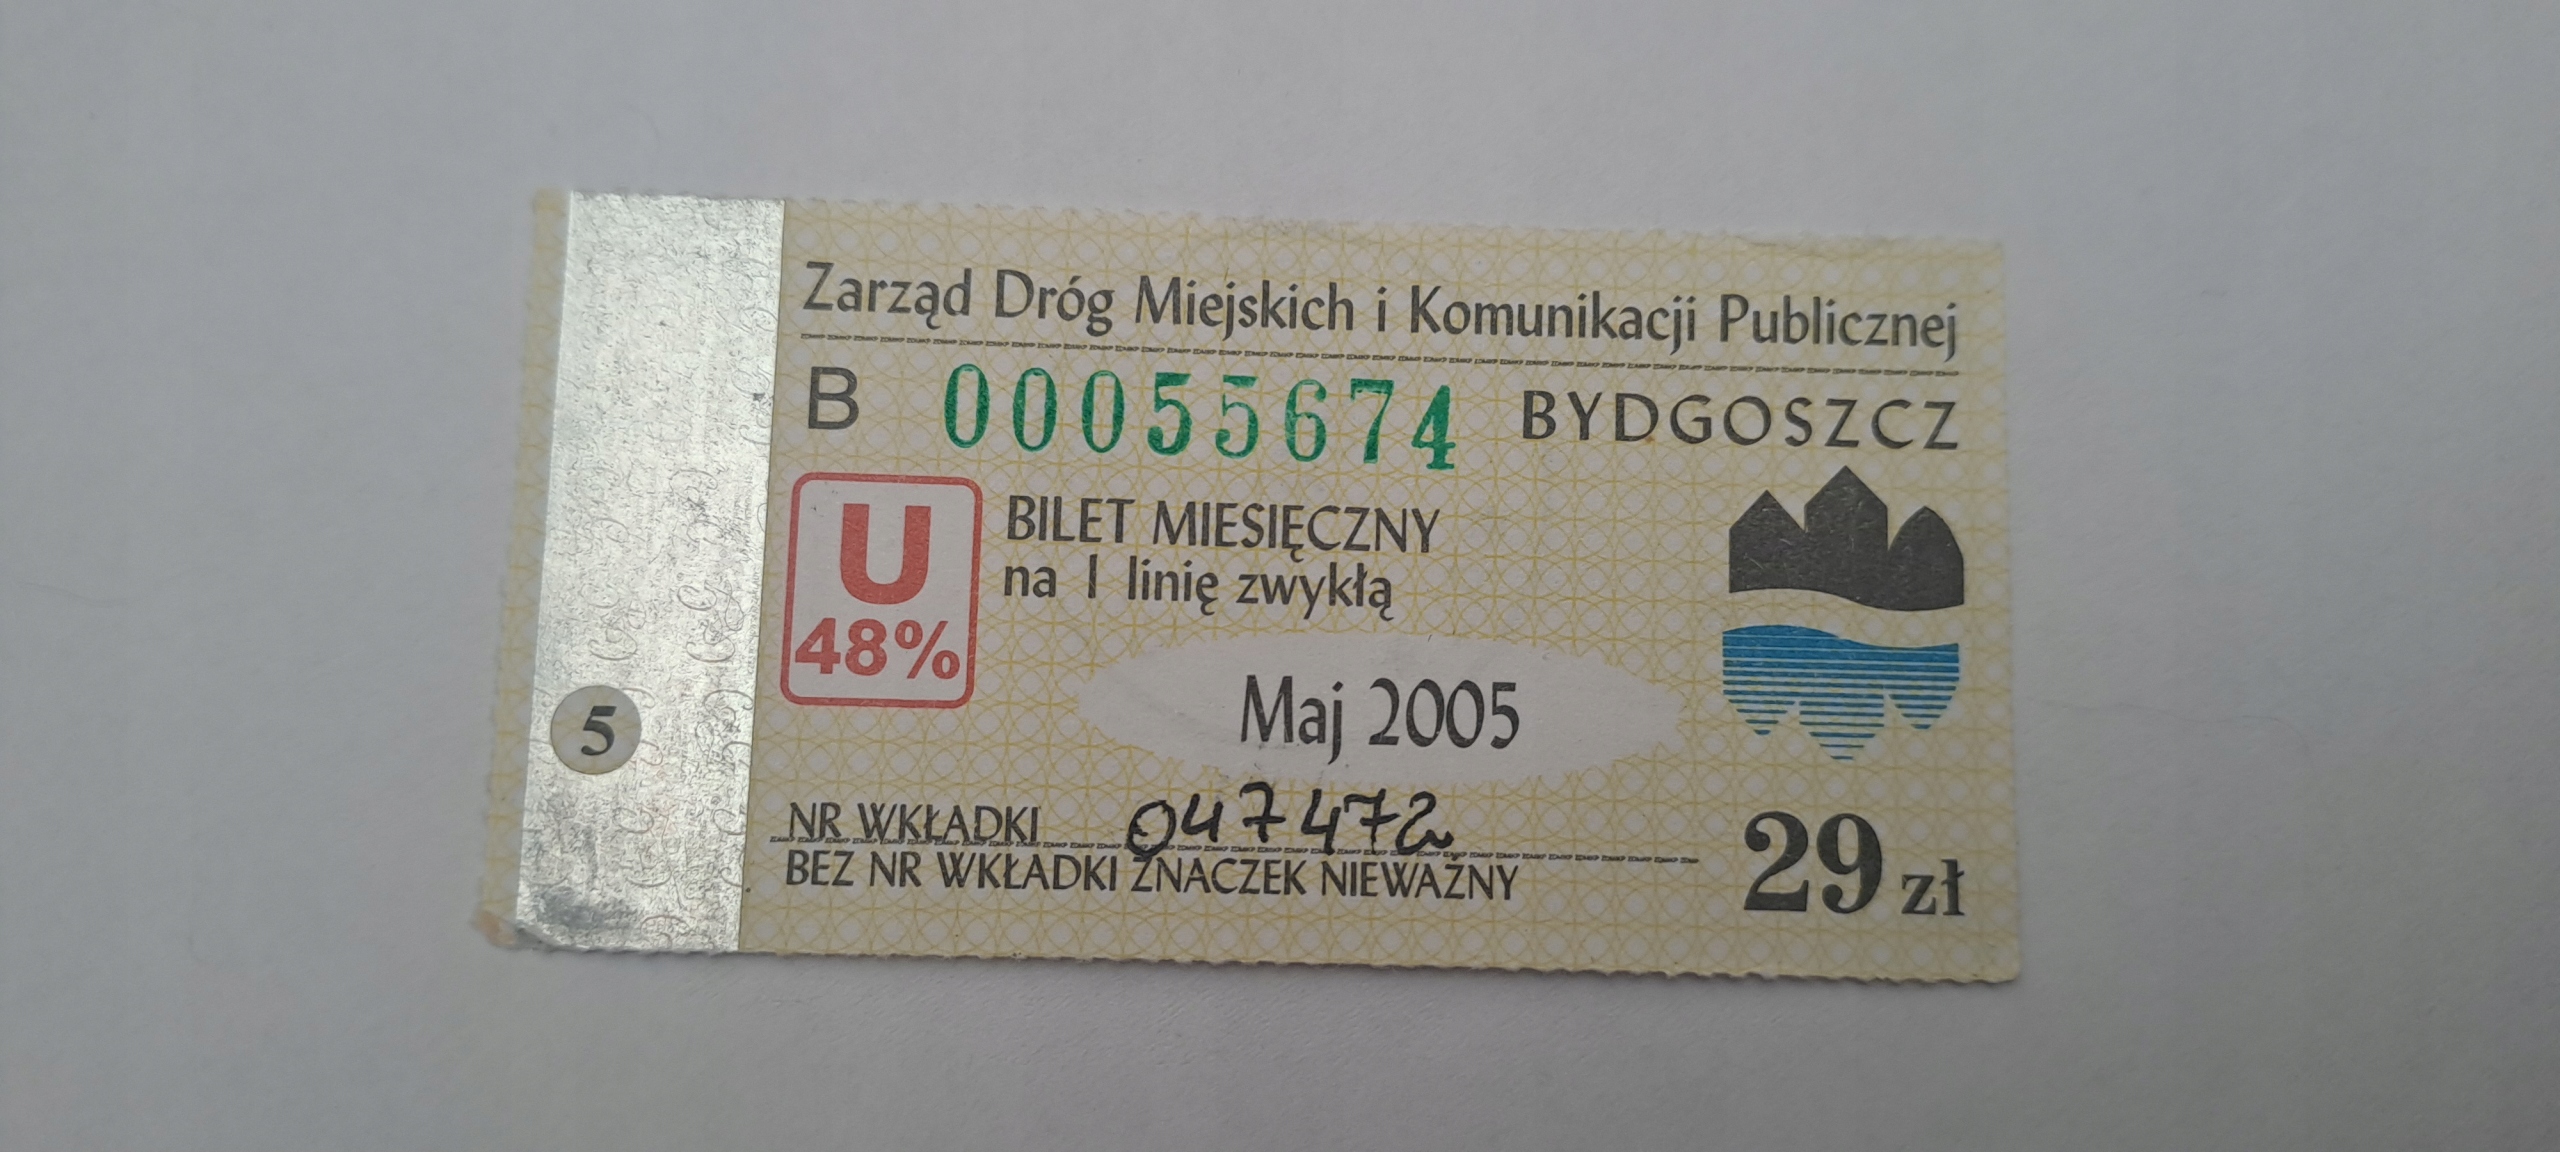 Zarząd Dróg Miejskich i Komunikacji Publicznej
B 00055674 BYDGOSZCZ
U
48%
BILET MIESIĘCZNY
na 1 linię zwykłą
Maj 2005
5
NR WKŁADKI 047472
BEZ NR WKŁADKI ZNACZEK NIEWAŻNY
29 zł